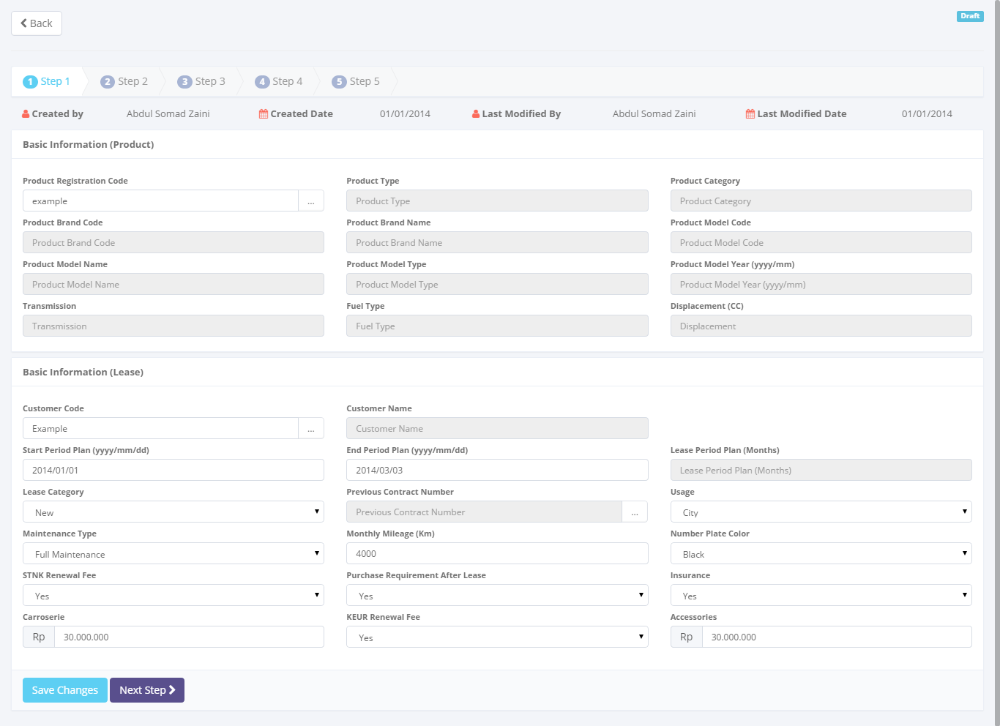 Back
Draft
1 Step 1 2 Step 2 3 Step 3 4 Step 4 5 Step 5
Created by Abdul Somad Zaini Created Date 01/01/2014 Last Modified By Abdul Somad Zaini Last Modified Date 01/01/2014
Basic Information (Product)
Product Registration Code Product Type Product Category
example ... Product Type Product Category
Product Brand Code Product Brand Name Product Model Code
Product Brand Code Product Brand Name Product Model Code
Product Model Name Product Model Type Product Model Year (yyyy/mm)
Product Model Name Product Model Type Product Model Year (yyyy/mm)
Transmission Fuel Type Displacement (CC)
Transmission Fuel Type Displacement
Basic Information (Lease)
Customer Code Customer Name
Example ... Customer Name
Start Period Plan (yyyy/mm/dd) End Period Plan (yyyy/mm/dd) Lease Period Plan (Months)
2014/01/01 2014/03/03 Lease Period Plan (Months)
Lease Category Previous Contract Number Usage
New Previous Contract Number ... City
Maintenance Type Monthly Mileage (Km) Number Plate Color
Full Maintenance 4000 Black
STNK Renewal Fee Purchase Requirement After Lease Insurance
Yes Yes Yes
Carroserie KEUR Renewal Fee Accessories
Rp 30.000.000 Yes Rp 30.000.000
Save Changes Next Step